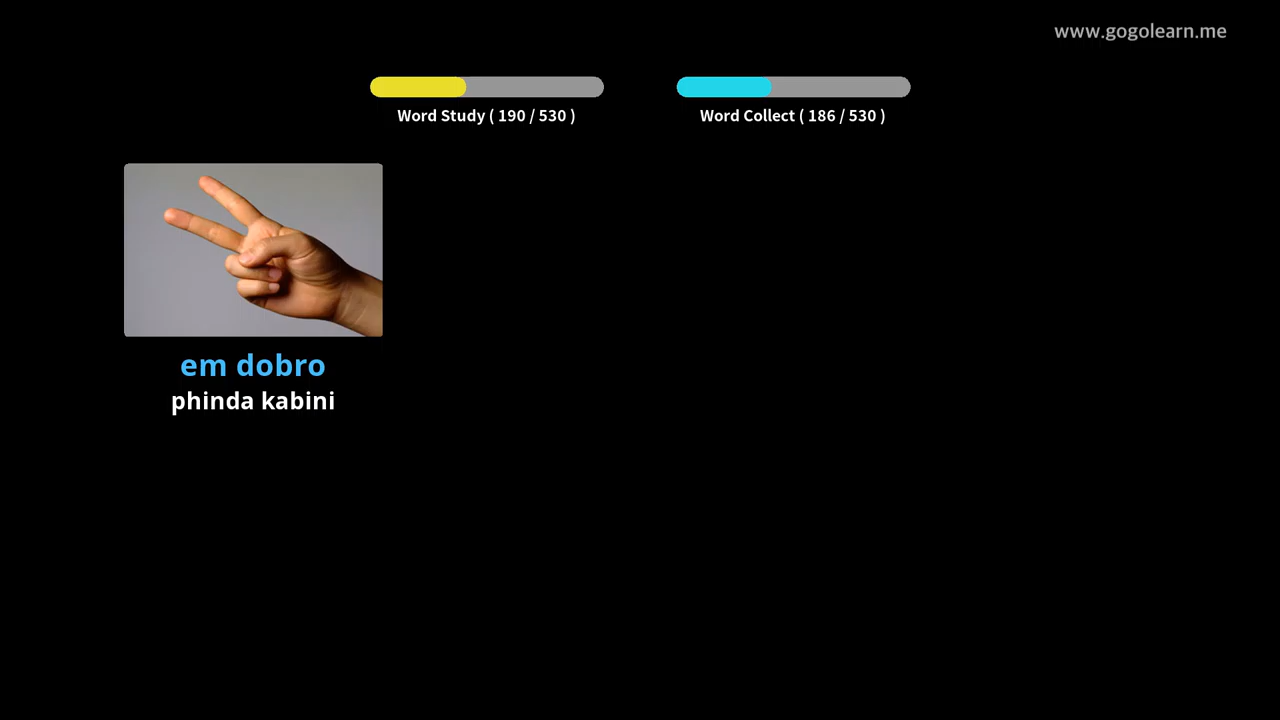 www.gogolearn.me
Word Study ( 190 / 530 )
Word Collect ( 186 / 530 )
em dobro
phinda kabini